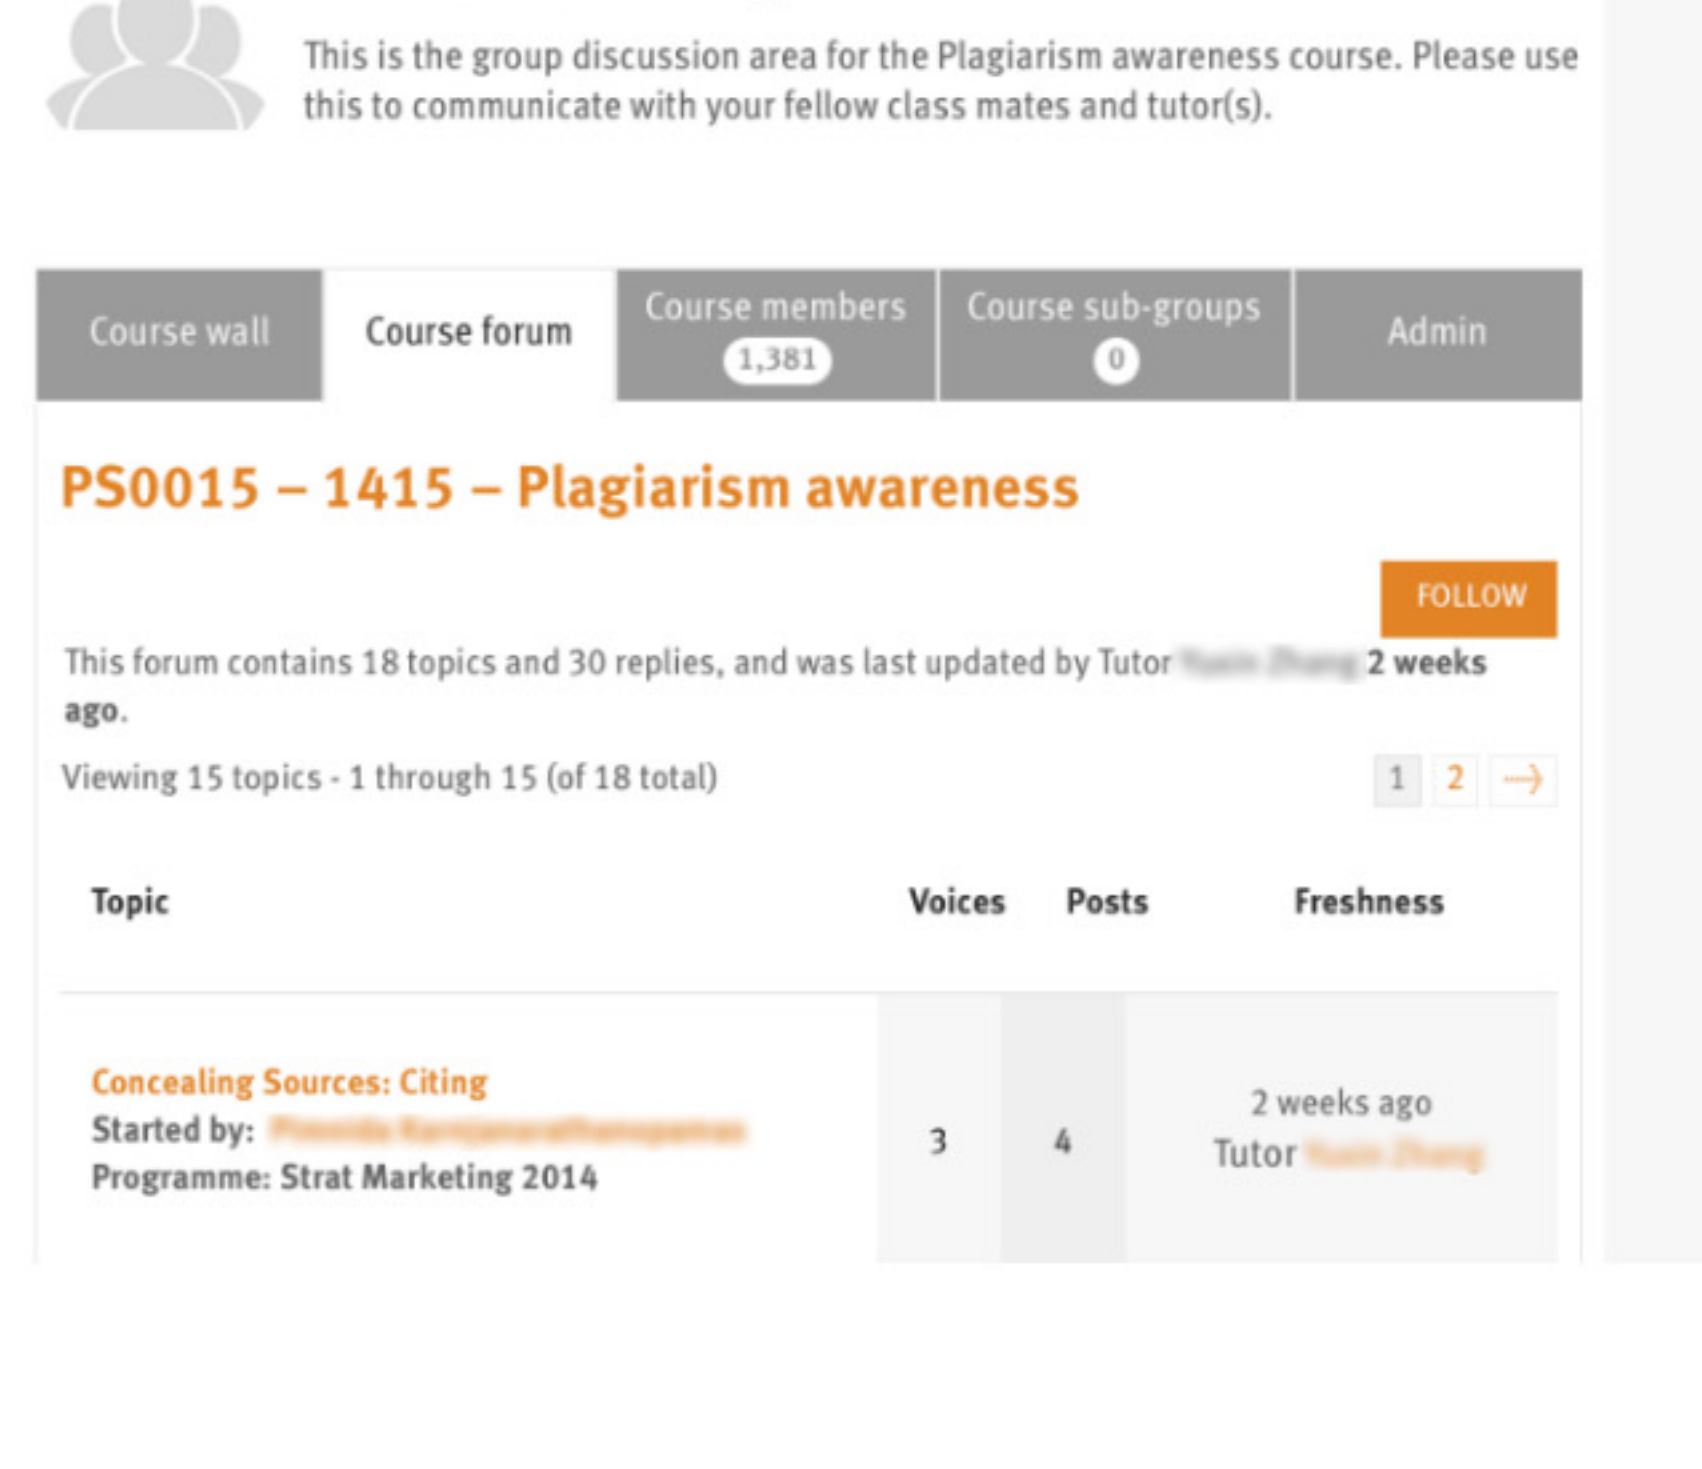 This is the group discussion area for the Plagiarism awareness course. Please use
this to communicate with your fellow class mates and tutor(s).
Course wall
Course forum
Course members
1,381
Course sub-groups
0
Admin
PS0015 – 1415 – Plagiarism awareness
FOLLOW
This forum contains 18 topics and 30 replies, and was last updated by Tutor 2 weeks
ago.
Viewing 15 topics - 1 through 15 (of 18 total)
1 2 →
Topic Voices Posts Freshness
Concealing Sources: Citing
Started by:
Programme: Strat Marketing 2014
3
4
2 weeks ago
Tutor